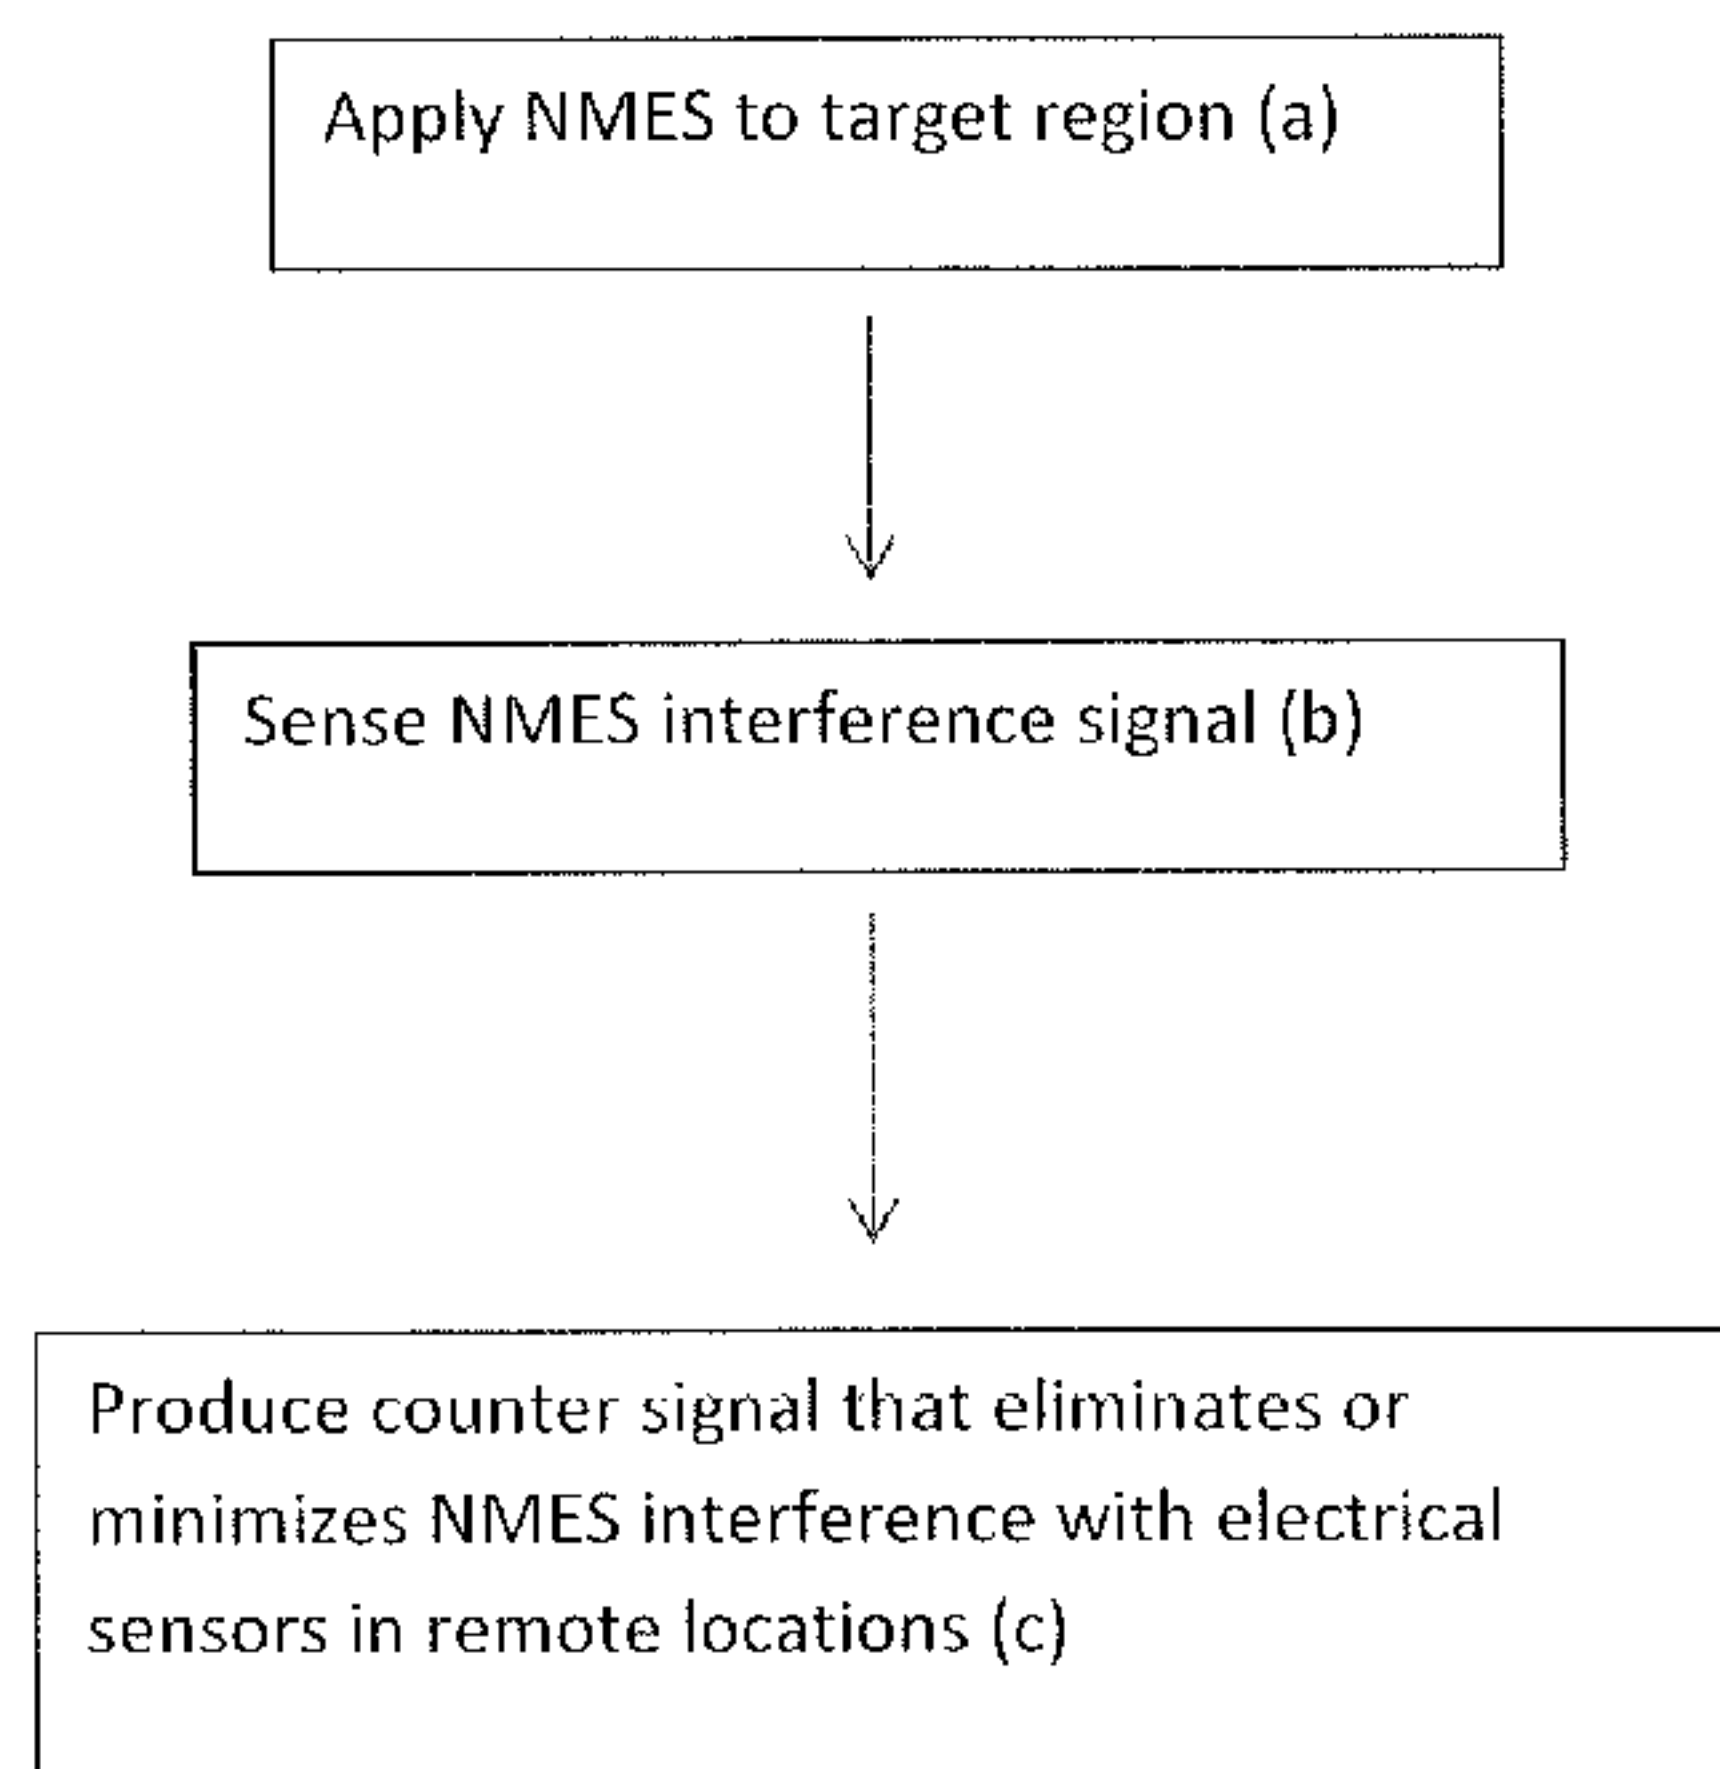 Apply NMES to target region (a)
Sense NMES interference signal (b)
Produce counter signal that eliminates or
minimizes NMES interference with electrical
sensors in remote locations (c)